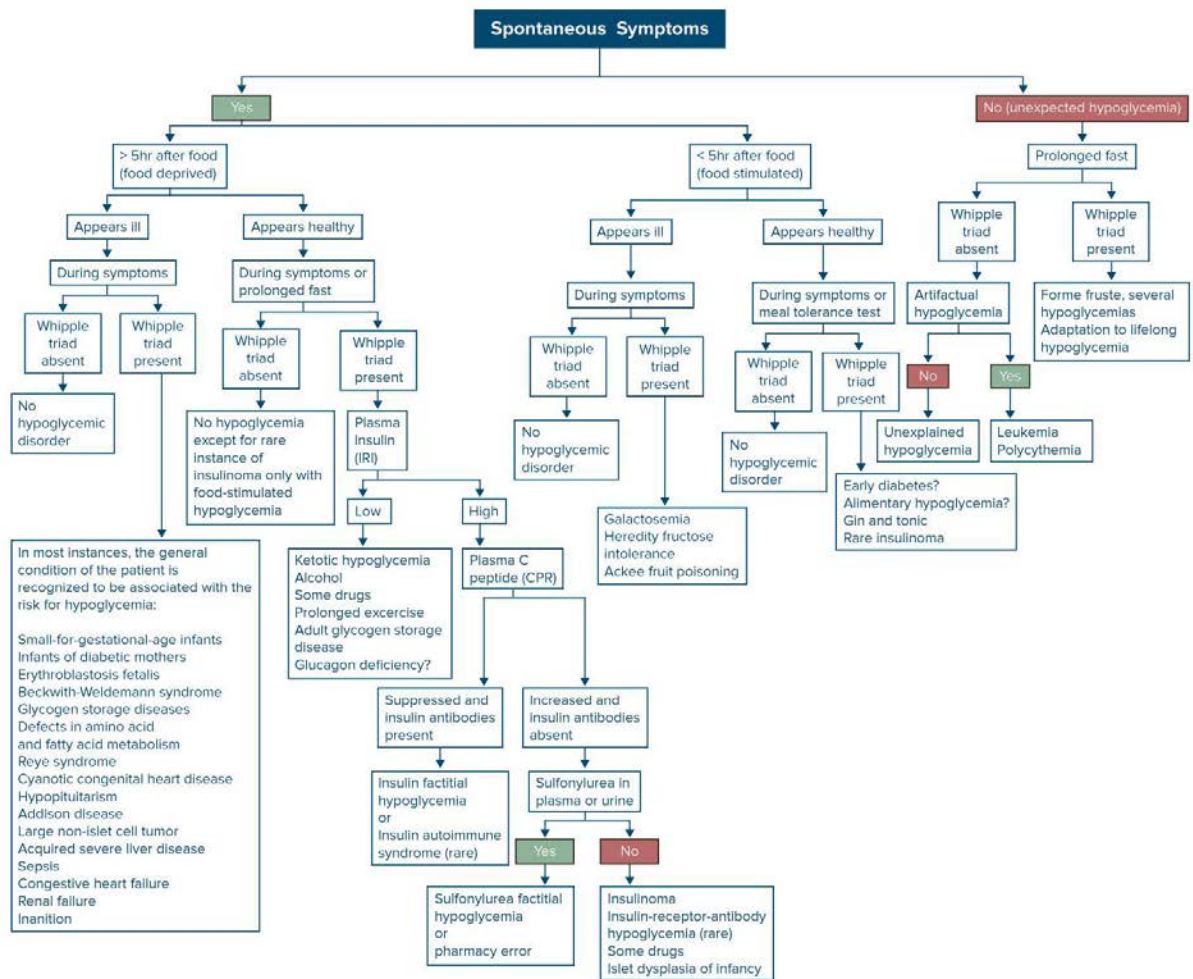 Spontaneous Symptoms
Yes
No (unexpected hypoglycemia)
> 5hr after food
(food deprived)
< 5hr after food
(food stimulated)
Prolonged fast
Appears ill
Appears healthy
Appears ill
Appears healthy
Whipple
triad
absent
Whipple
triad
present
During symptoms
During symptoms or
prolonged fast
During symptoms
During symptoms or
meal tolerance test
Artifactual
hypoglycemia
Forme fruste, several
hypoglycemias
Adaptation to lifelong
hypoglycemia
Whipple
triad
absent
Whipple
triad
present
Whipple
triad
absent
Whipple
triad
present
Whipple
triad
absent
Whipple
triad
present
Whipple
triad
absent
Whipple
triad
present
No
Yes
No
hypoglycemic
disorder
No hypoglycemia
except for rare
instance of
insulinoma only with
food-stimulated
hypoglycemia
Plasma
Insulin
(IRI)
No
hypoglycemic
disorder
No
hypoglycemic
disorder
Unexplained
hypoglycemia
Leukemia
Polycythemia
Early diabetes?
Alimentary hypoglycemia?
Gin and tonic
Rare insulinoma
Low
High
Galactosemia
Heredity fructose
intolerance
Ackee fruit poisoning
In most instances, the general
condition of the patient is
recognized to be associated with the
risk for hypoglycemia:
Small-for-gestational-age infants
Infants of diabetic mothers
Erythroblastosis fetalis
Beckwith-Weldemann syndrome
Glycogen storage diseases
Defects in amino acid
and fatty acid metabolism
Reye syndrome
Cyanotic congenital heart disease
Hypopituitarism
Addison disease
Large non-islet cell tumor
Acquired severe liver disease
Sepsis
Congestive heart failure
Renal failure
Inanition
Ketotic hypoglycemia
Alcohol
Some drugs
Prolonged excercise
Adult glycogen storage
disease
Glucagon deficiency?
Plasma C
peptide (CPR)
Suppressed and
insulin antibodies
present
Increased and
Insulin antibodies
absent
Insulin factitial
hypoglycemia
or
Insulin autoimmune
syndrome (rare)
Sulfonylurea in
plasma or urine
Yes
No
Sulfonylurea factitial
hypoglycemia
or
pharmacy error
Insulinoma
Insulin-receptor-antibody
hypoglycemia (rare)
Some drugs
Islet dysplasia of infancy